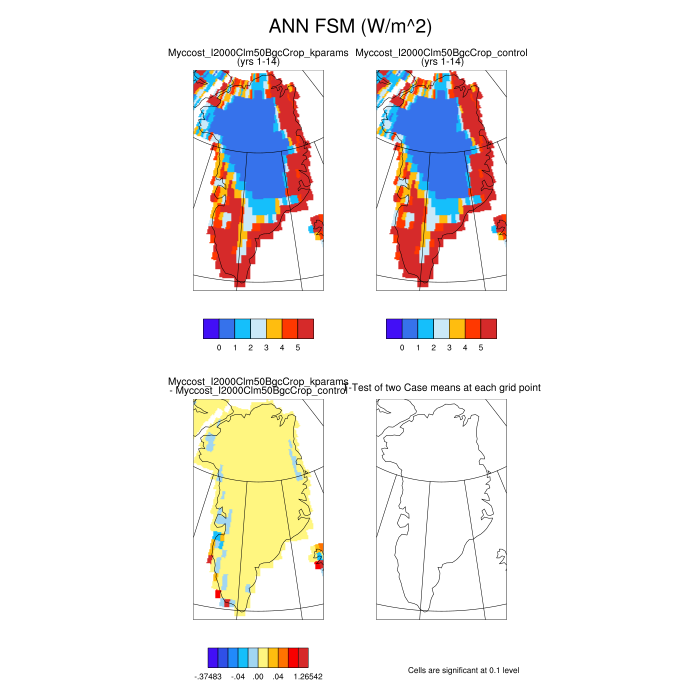 ANN FSM (W/m^2)
Myccost_I2000Clm50BgcCrop_kparams
(yrs 1-14)
Myccost_I2000Clm50BgcCrop_control
(yrs 1-14)
0 1 2 3 4 5
0 1 2 3 4 5
Myccost_I2000Clm50BgcCrop_kparams
- Myccost_I2000Clm50BgcCrop_control
-Test of two Case means at each grid point
-.37483 -.04 .00 .04 1.26542
Cells are significant at 0.1 level